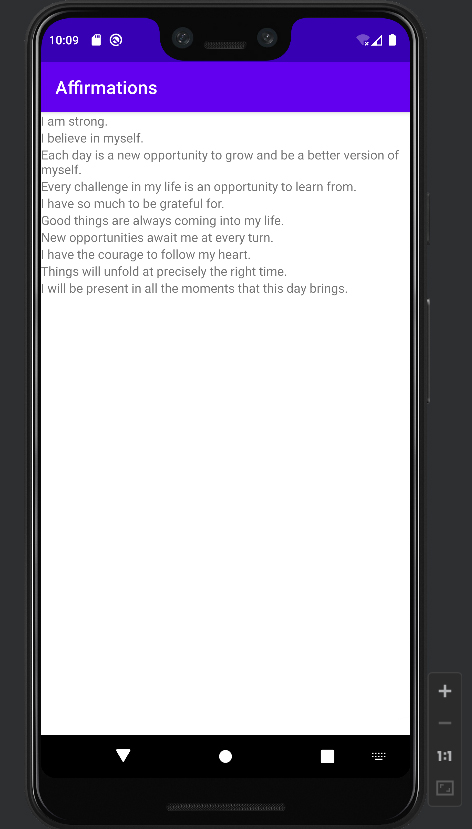 10:09
Affirmations
I am strong.
I believe in myself.
Each day is a new opportunity to grow and be a better version of
myself.
Every challenge in my life is an opportunity to learn from.
I have so much to be grateful for.
Good things are always coming into my life.
New opportunities await me at every turn.
I have the courage to follow my heart.
Things will unfold at precisely the right time.
I will be present in all the moments that this day brings.
1:1